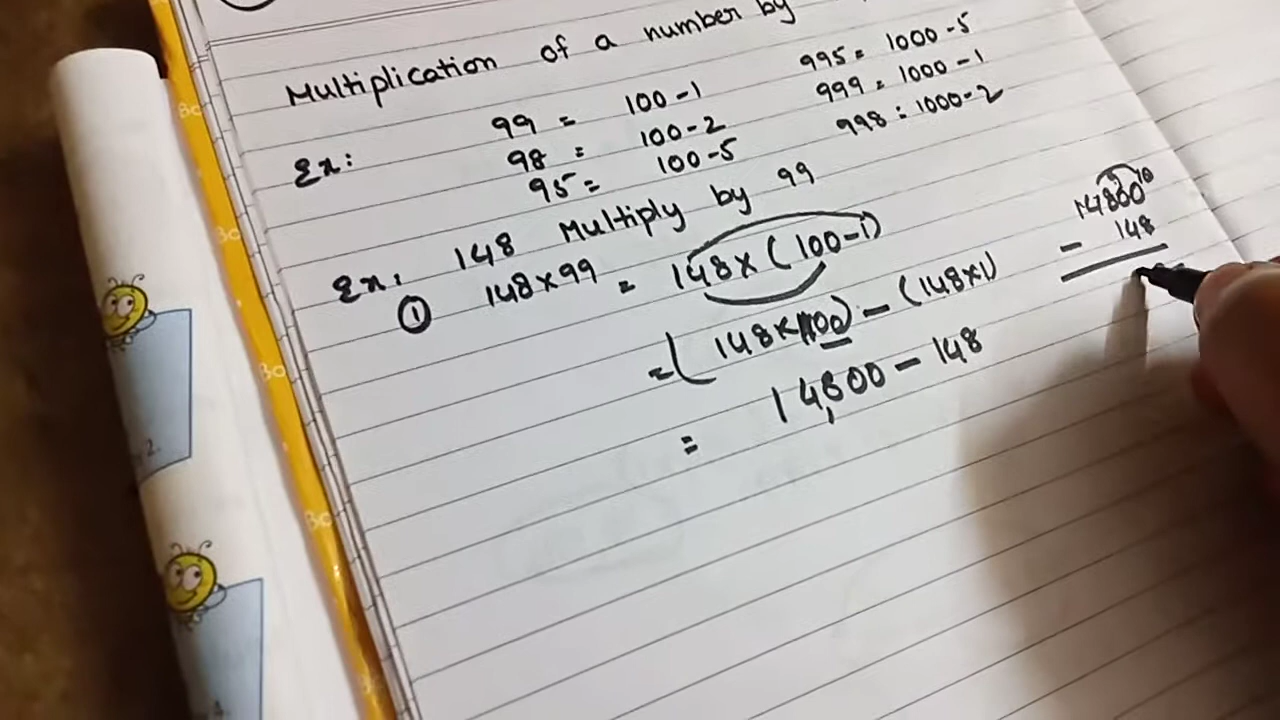 Multiplication of a number by
Ex: 99 = 100-1 995 = 1000-5
98 = 100-2 999 = 1000-1
95 = 100-5 998 = 1000-2
Ex: 148 Multiply by 99
① 148×99 = 148×(100-1)
= (148×100) - (148×1)
= 14,800 - 148
14800
- 148